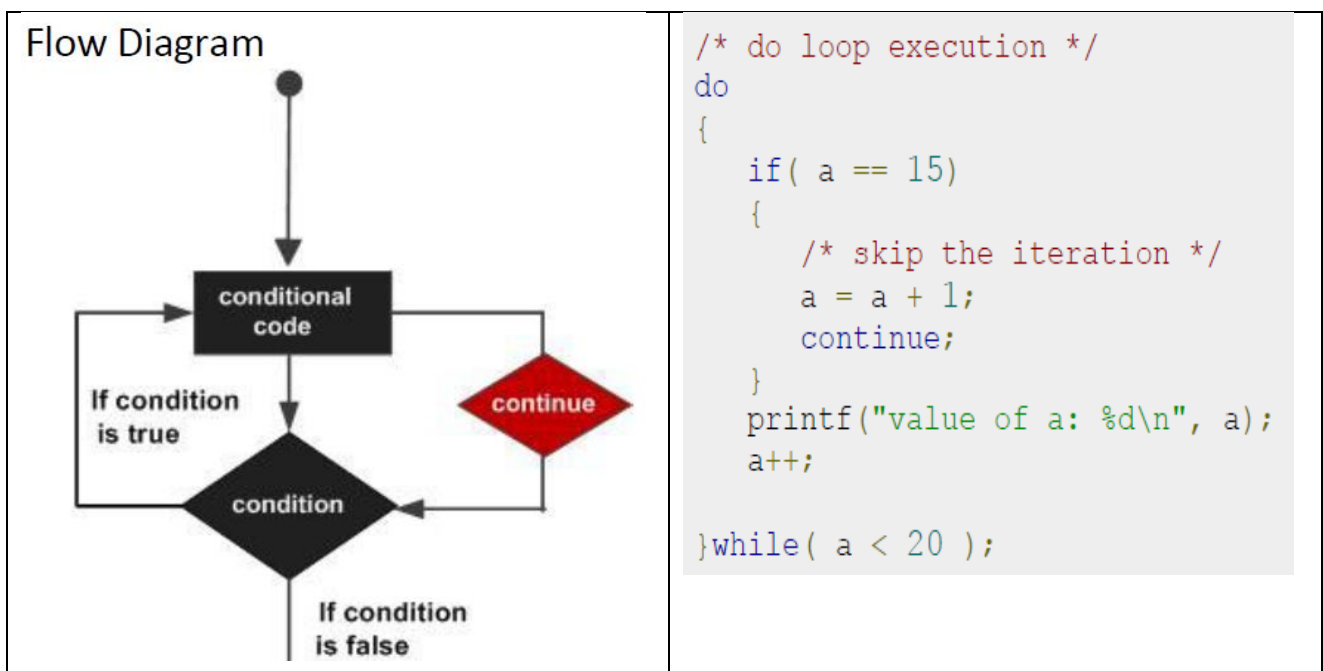 Flow Diagram
conditional
code
If condition
is true
continue
condition
If condition
is false
/* do loop execution */
do
{
   if( a == 15)
   {
      /* skip the iteration */
      a = a + 1;
      continue;
   }
   printf("value of a: %d\n", a);
   a++;
}while( a < 20 );